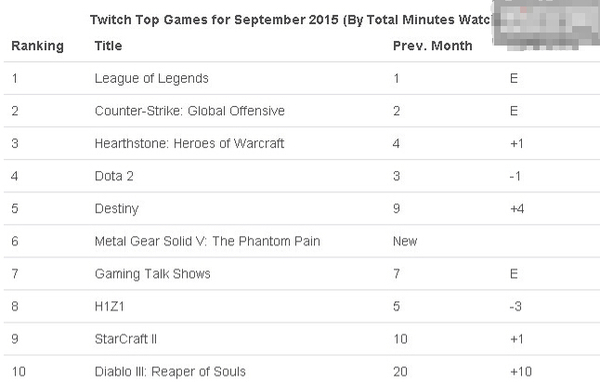 Twitch Top Games for September 2015 (By Total Minutes
Ranking Title Prev. Month
1 League of Legends 1 E
2 Counter-Strike: Global Offensive 2 E
3 Hearthstone: Heroes of Warcraft 4 +1
4 Dota 2 3 -1
5 Destiny 9 +4
6 Metal Gear Solid V: The Phantom Pain New
7 Gaming Talk Shows 7 E
8 H1Z1 5 -3
9 StarCraft II 10 +1
10 Diablo III: Reaper of Souls 20 +10